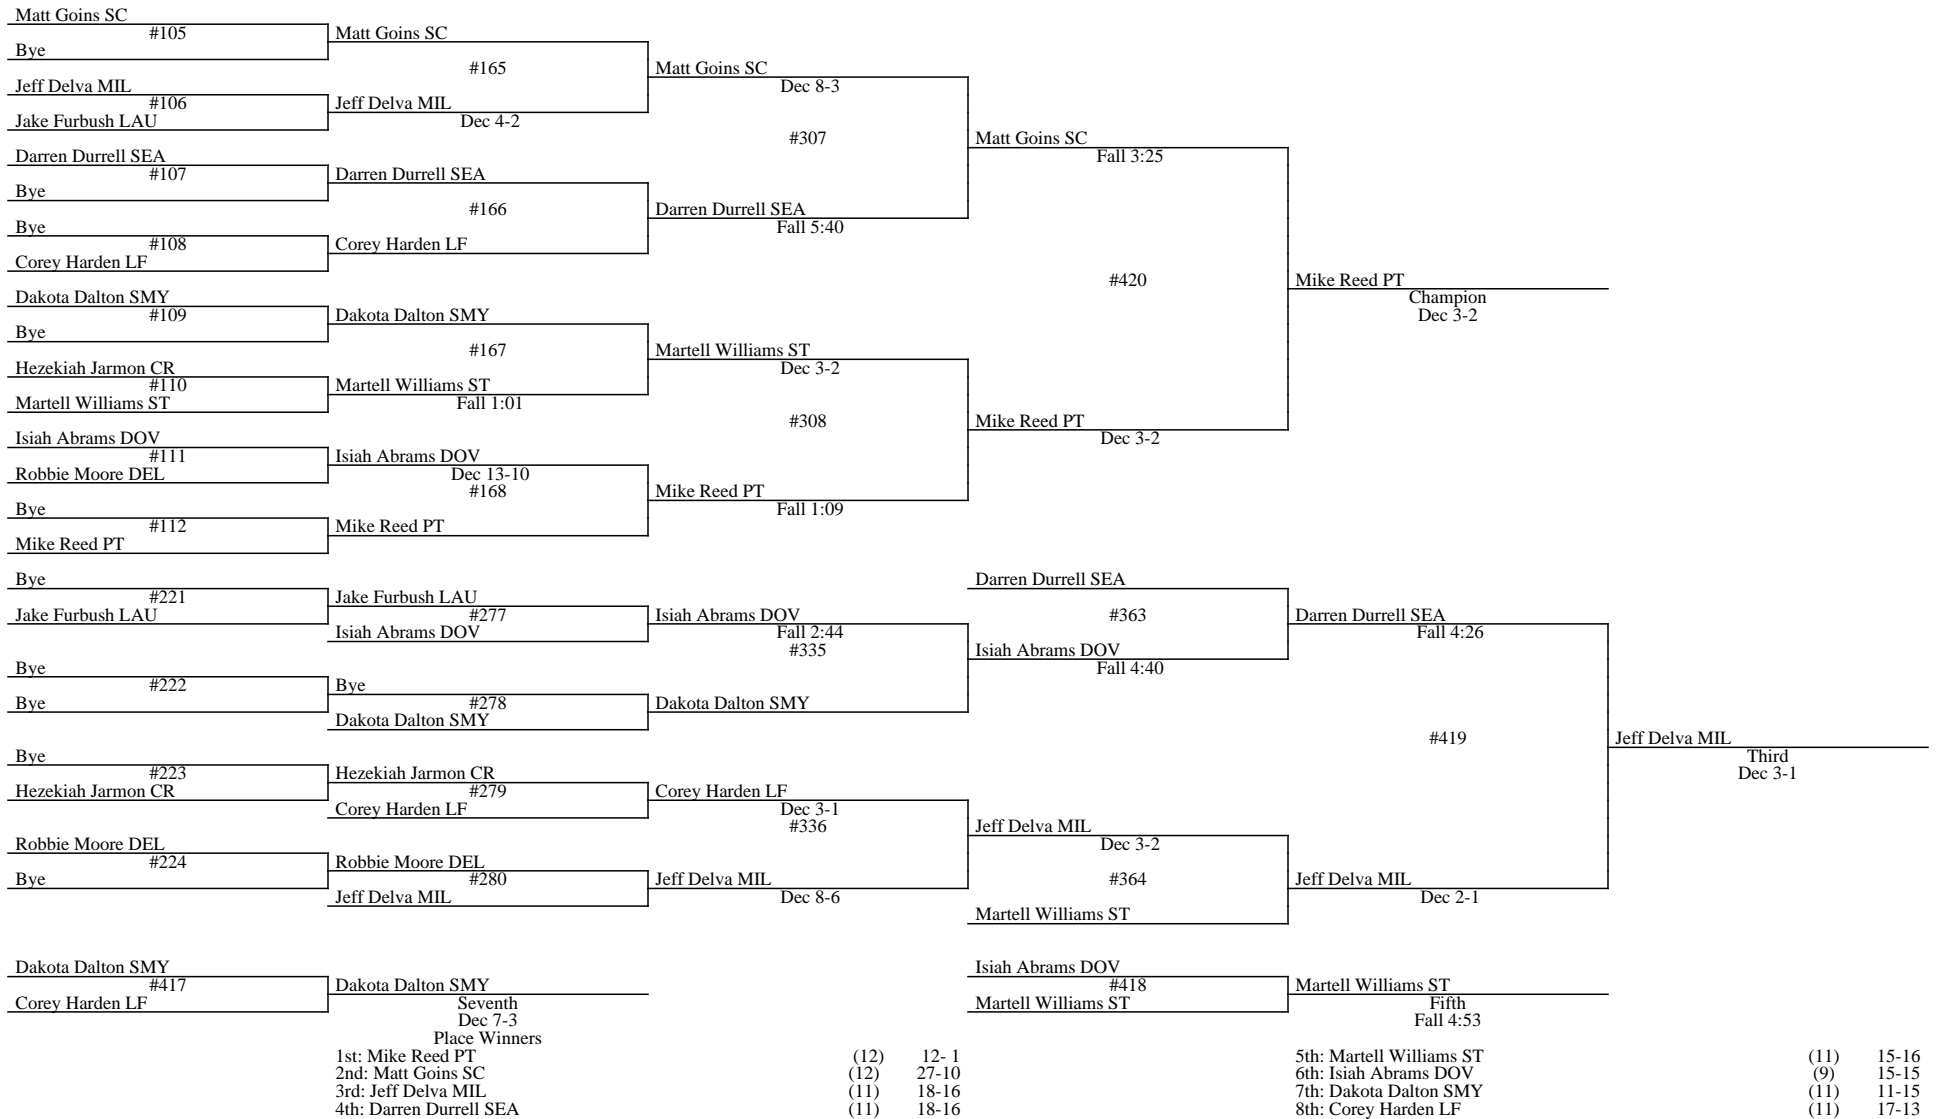 Matt Goins SC
#105
Bye
Matt Goins SC
#165
Jeff Delva MIL
#106
Jake Furbush LAU
Jeff Delva MIL
Dec 4-2
Matt Goins SC
Dec 8-3
#307
Darren Durrell SEA
#107
Bye
Darren Durrell SEA
#166
Bye
#108
Corey Harden LF
Corey Harden LF
Darren Durrell SEA
Fall 5:40
Matt Goins SC
Fall 3:25
#420
Dakota Dalton SMY
#109
Bye
Dakota Dalton SMY
#167
Hezekiah Jarmon CR
#110
Martell Williams ST
Martell Williams ST
Fall 1:01
Martell Williams ST
Dec 3-2
#308
Isiah Abrams DOV
#111
Robbie Moore DEL
Isiah Abrams DOV
Dec 13-10
#168
Bye
#112
Mike Reed PT
Mike Reed PT
Mike Reed PT
Fall 1:09
Mike Reed PT
Dec 3-2
Mike Reed PT
Champion
Dec 3-2
Bye
#221
Jake Furbush LAU
Jake Furbush LAU
#277
Isiah Abrams DOV
Isiah Abrams DOV
Fall 2:44
#335
Bye
#222
Bye
Bye
#278
Dakota Dalton SMY
Dakota Dalton SMY
Darren Durrell SEA
#363
Isiah Abrams DOV
Fall 4:40
Darren Durrell SEA
Fall 4:26
#419
Bye
#223
Hezekiah Jarmon CR
Hezekiah Jarmon CR
#279
Corey Harden LF
Corey Harden LF
Dec 3-1
#336
Robbie Moore DEL
#224
Bye
Robbie Moore DEL
#280
Jeff Delva MIL
Jeff Delva MIL
Dec 8-6
Jeff Delva MIL
Dec 3-2
#364
Martell Williams ST
Jeff Delva MIL
Dec 2-1
Jeff Delva MIL
Third
Dec 3-1
Dakota Dalton SMY
#417
Corey Harden LF
Dakota Dalton SMY
Seventh
Dec 7-3
Isiah Abrams DOV
#418
Martell Williams ST
Martell Williams ST
Fifth
Fall 4:53
Place Winners
1st: Mike Reed PT (12) 12- 1
2nd: Matt Goins SC (12) 27-10
3rd: Jeff Delva MIL (11) 18-16
4th: Darren Durrell SEA (11) 18-16
5th: Martell Williams ST (11) 15-16
6th: Isiah Abrams DOV (9) 15-15
7th: Dakota Dalton SMY (11) 11-15
8th: Corey Harden LF (11) 17-13